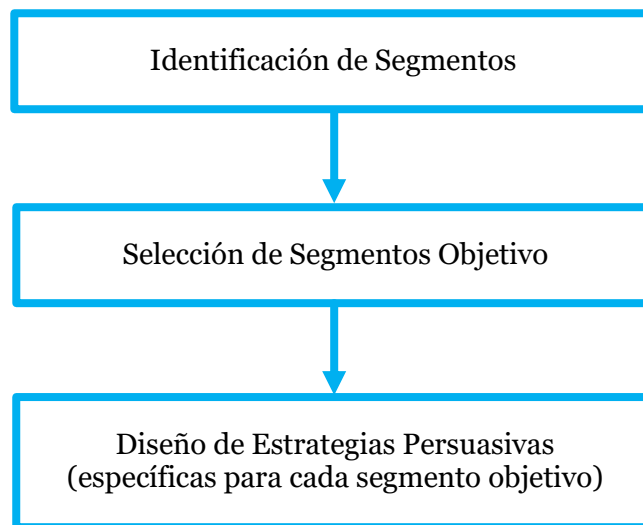 Identificación de Segmentos
Selección de Segmentos Objetivo
Diseño de Estrategias Persuasivas
(específicas para cada segmento objetivo)